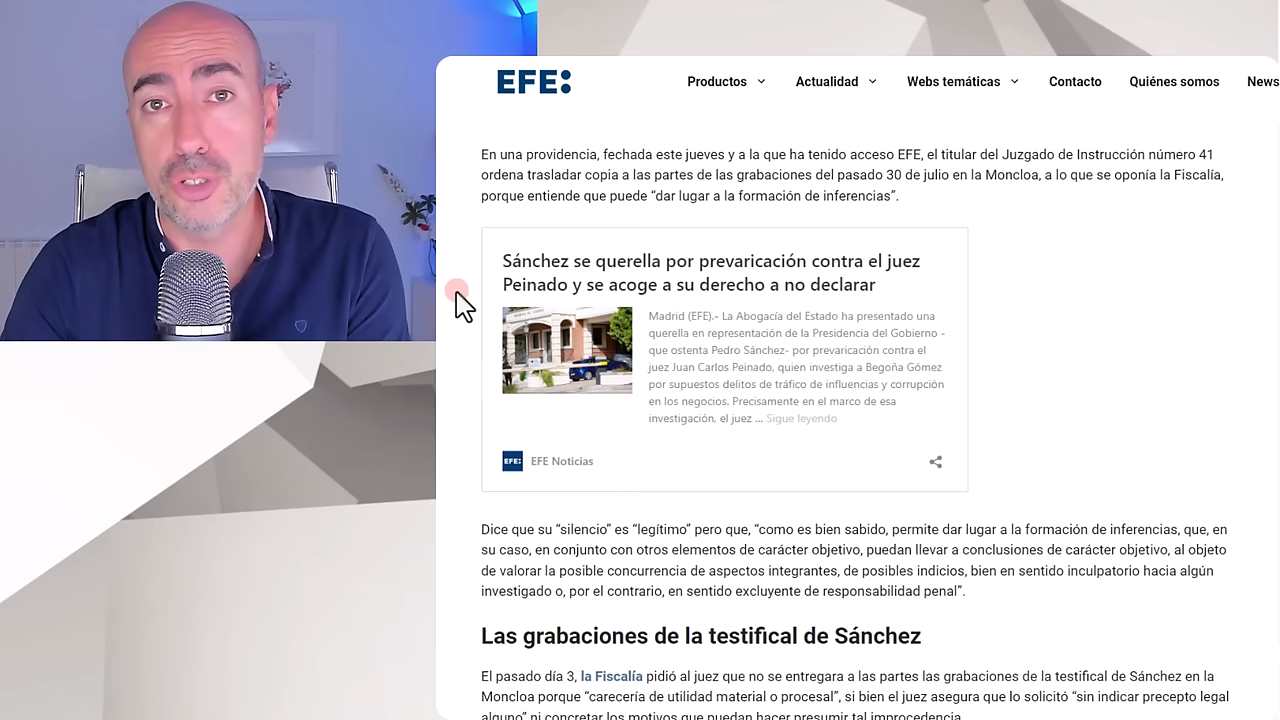 EFE:
Productos Actualidad Webs temáticas Contacto Quiénes somos News
En una providencia, fechada este jueves y a la que ha tenido acceso EFE, el titular del Juzgado de Instrucción número 41
ordena trasladar copia a las partes de las grabaciones del pasado 30 de julio en la Moncloa, a lo que se oponía la Fiscalía,
porque entiende que puede “dar lugar a la formación de inferencias”.
Sánchez se querella por prevaricación contra el juez
Peinado y se acoge a su derecho a no declarar
Madrid (EFE).- La Abogacía del Estado ha presentado una
querella en representación de la Presidencia del Gobierno -
que ostenta Pedro Sánchez- por prevaricación contra el
juez Juan Carlos Peinado, quien investiga a Begoña Gómez
por supuestos delitos de tráfico de influencias y corrupción
en los negocios. Precisamente en el marco de esa
investigación, el juez ... Sigue leyendo
EFE: EFE Noticias
Dice que su “silencio” es “legítimo” pero que, “como es bien sabido, permite dar lugar a la formación de inferencias, que, en
su caso, en conjunto con otros elementos de carácter objetivo, puedan llevar a conclusiones de carácter objetivo, al objeto
de valorar la posible concurrencia de aspectos integrantes, de posibles indicios, bien en sentido inculpatorio hacia algún
investigado o, por el contrario, en sentido excluyente de responsabilidad penal”.
Las grabaciones de la testifical de Sánchez
El pasado día 3, la Fiscalía pidió al juez que no se entregara a las partes las grabaciones de la testifical de Sánchez en la
Moncloa porque “carecería de utilidad material o procesal”, si bien el juez asegura que lo solicitó “sin indicar precepto legal
alguno” ni concretar los motivos que puedan hacer presumir tal improcedencia.